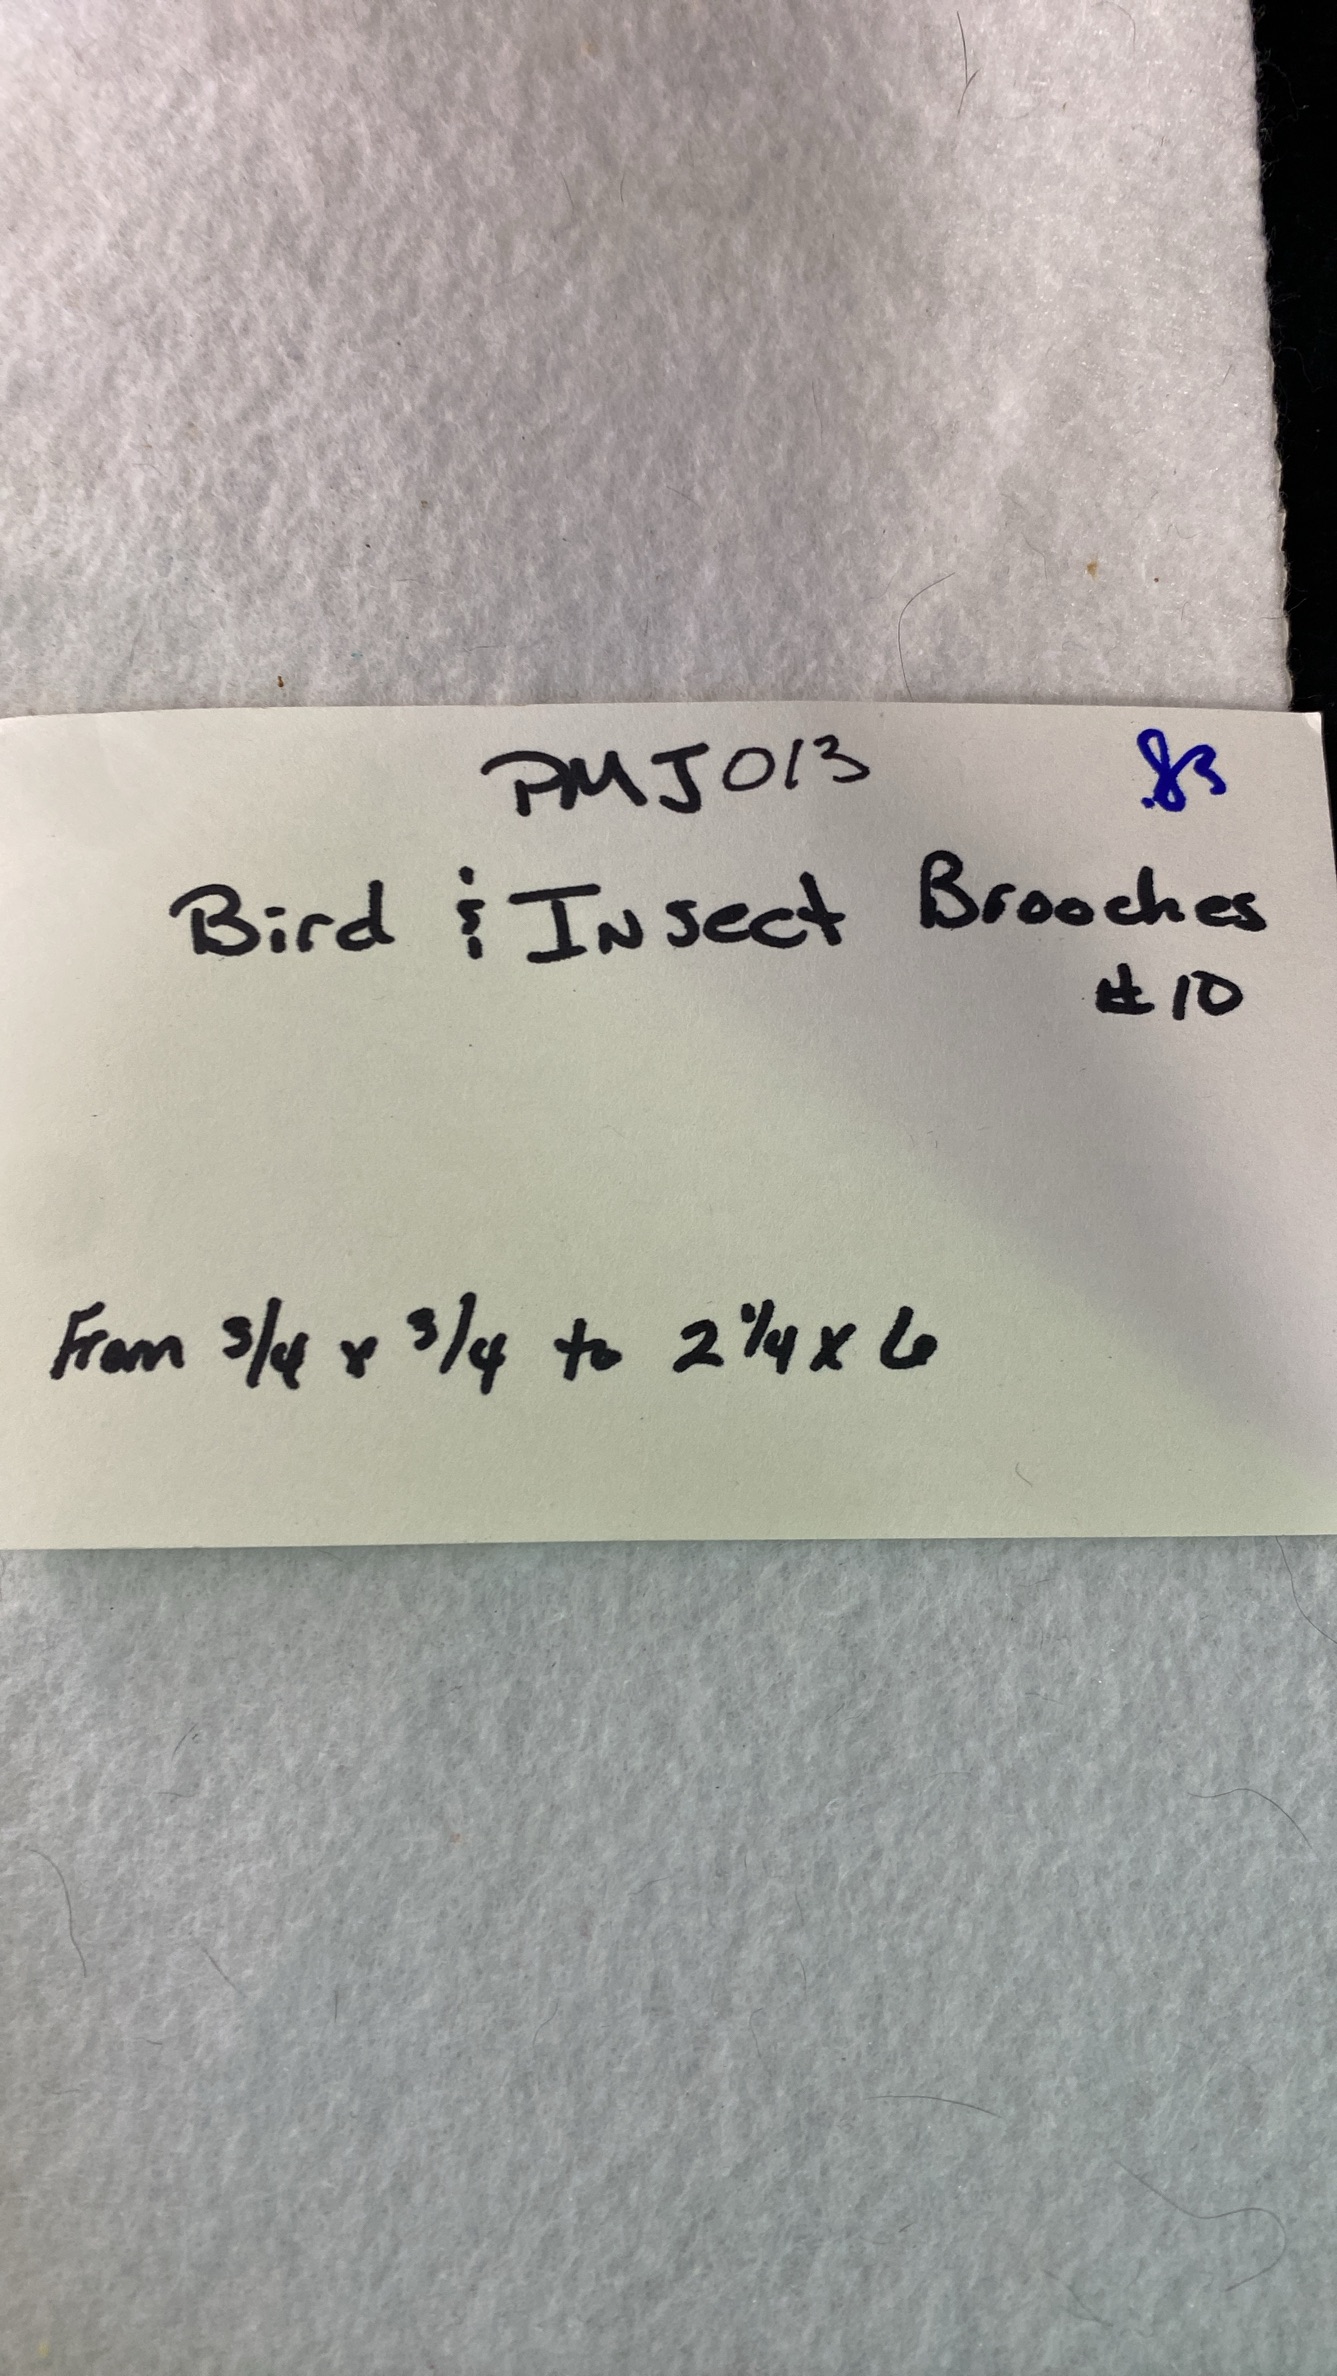 PMJ013 .83
Bird & Insect Brooches
#10
From 3/4 x 3/4 to 2 1/4 x 6